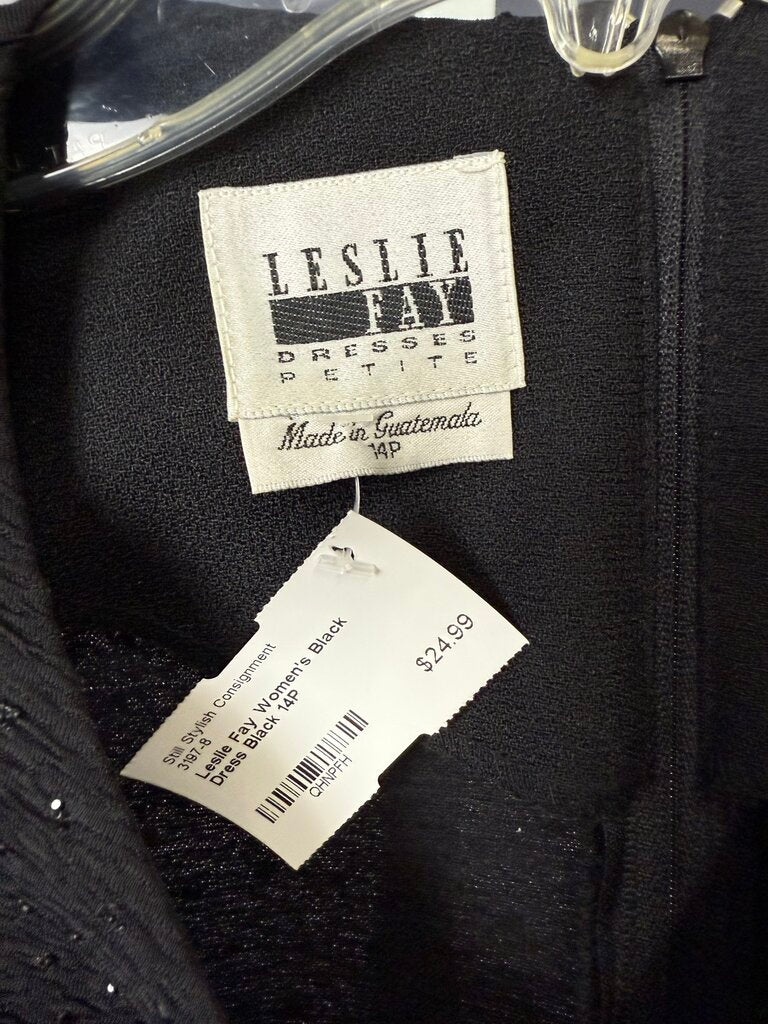 LESLIE
FAY
DRESSES
PETITE
Made in Guatemala
14P
Still Stylish Consignment
3197-8
Leslie Fay Women's Black
Dress Black 14P
$24.99
QHNPFH